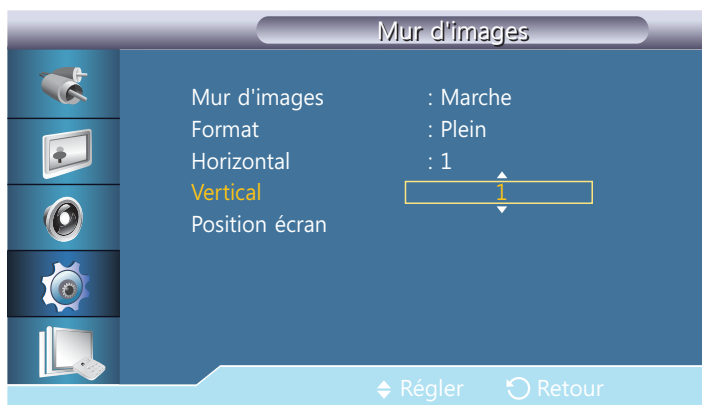 Mur d'images
Mur d'images : Marche
Format : Plein
Horizontal : 1
Vertical 1
Position écran
Régler Retour